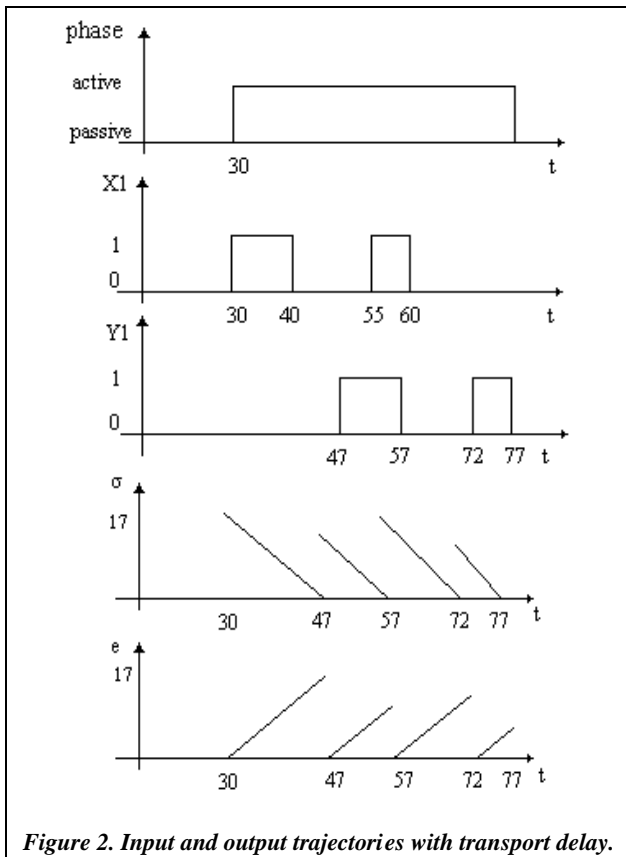 phase
active
passive
30 t
X1
1
0
30 40 55 60 t
Y1
1
0
47 57 72 77 t
σ
17
30 47 57 72 77 t
e
17
30 47 57 72 77 t
Figure 2. Input and output trajectories with transport delay.